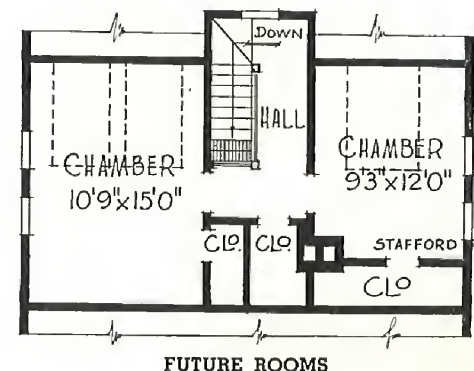 DOWN
HALL
CHAMBER
10'9"x15'0"
CHAMBER
9'3"x12'0"
CLO.
CLO.
STAFFORD
CLO
FUTURE ROOMS